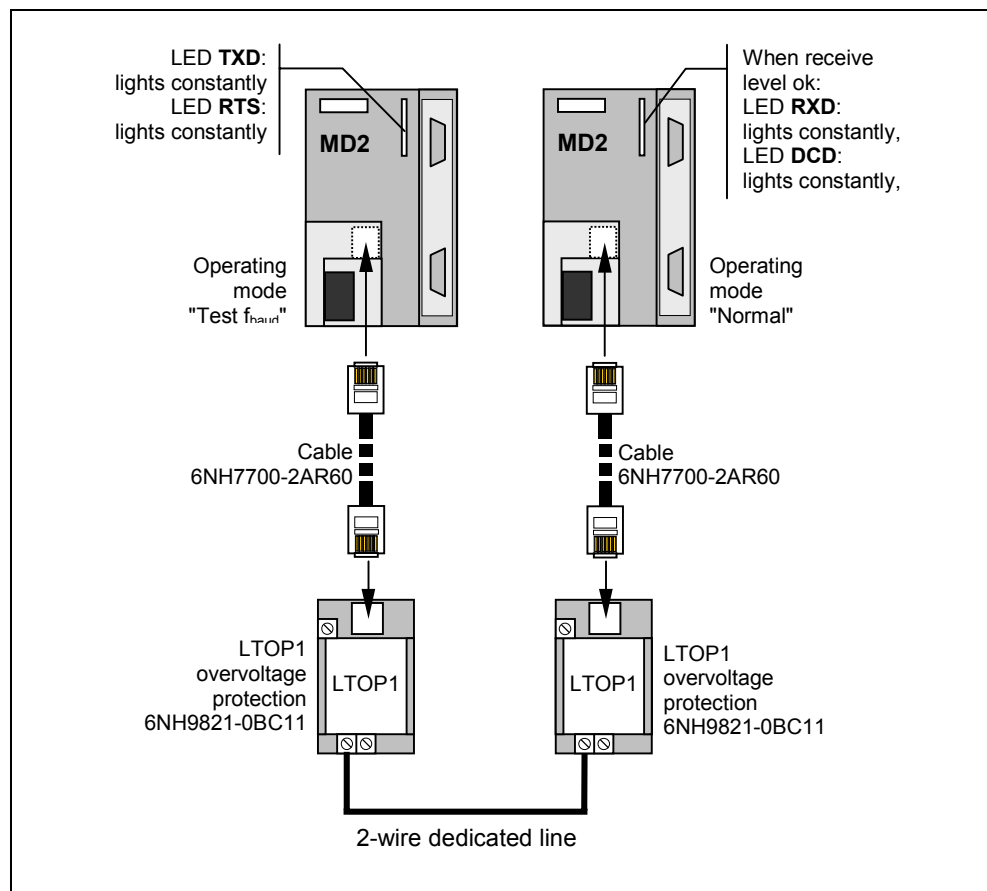 LED TXD:
lights constantly
LED RTS:
lights constantly
When receive
level ok:
LED RXD:
lights constantly,
LED DCD:
lights constantly,
MD2
MD2
Operating
mode
"Test fbaud"
Operating
mode
"Normal"
Cable
6NH7700-2AR60
Cable
6NH7700-2AR60
LTOP1
overvoltage
protection
6NH9821-0BC11
LTOP1
LTOP1
LTOP1
overvoltage
protection
6NH9821-0BC11
2-wire dedicated line